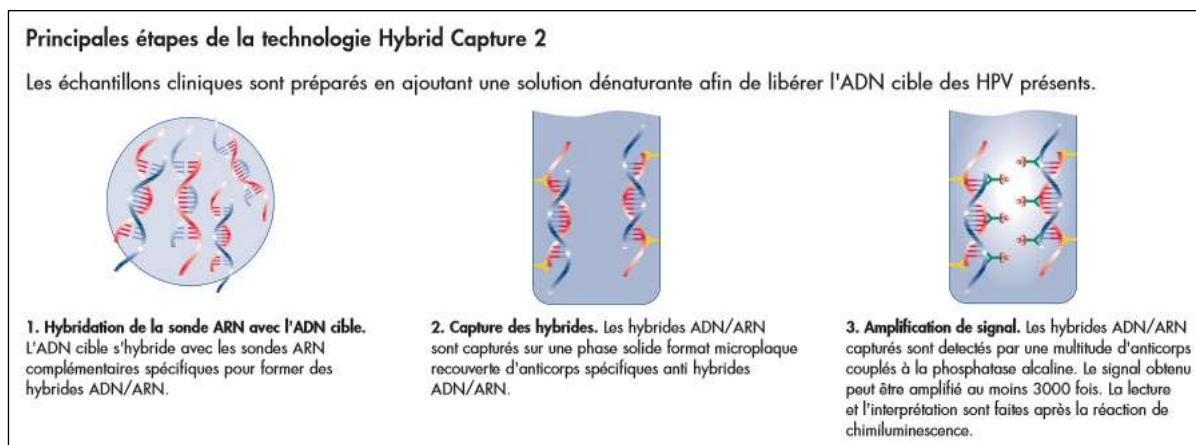 Principales étapes de la technologie Hybrid Capture 2
Les échantillons cliniques sont préparés en ajoutant une solution dénaturante afin de libérer l'ADN cible des HPV présents.
1. Hybridation de la sonde ARN avec l'ADN cible.
L'ADN cible s'hybride avec les sondes ARN
complémentaires spécifiques pour former des
hybrides ADN/ARN.
2. Capture des hybrides. Les hybrides ADN/ARN
sont capturés sur une phase solide format microplaque
recouverte d'anticorps spécifiques anti hybrides
ADN/ARN.
3. Amplification de signal. Les hybrides ADN/ARN
capturés sont detectés par une multitude d'anticorps
couplés à la phosphatase alcaline. Le signal obtenu
peut être amplifié au moins 3000 fois. La lecture
et l'interprétation sont faites après la réaction de
chimiluminescence.